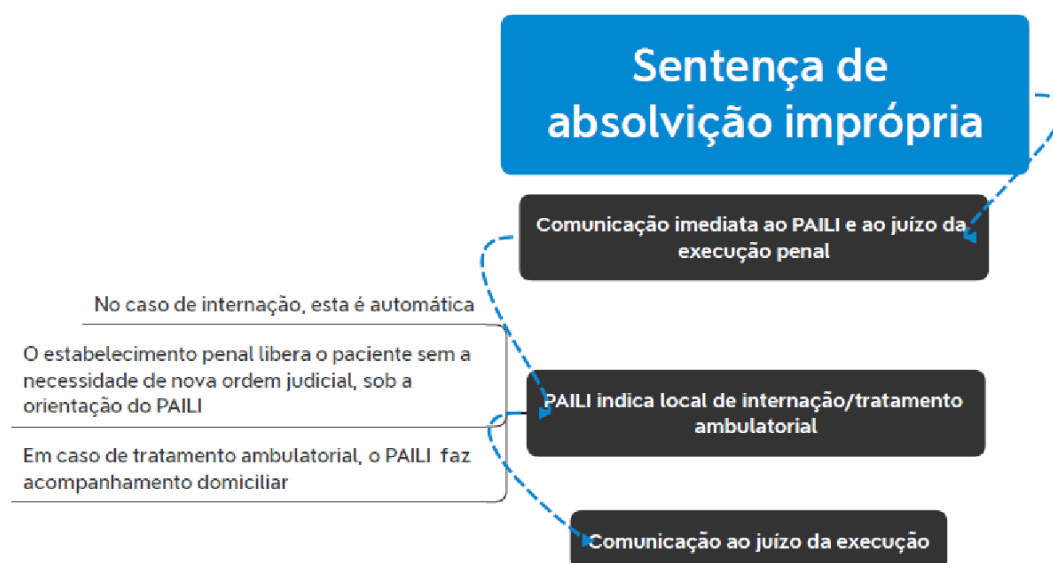 Sentença de
absolvição imprópria
Comunicação imediata ao PAILI e ao juízo da
execução penal
No caso de internação, esta é automática
O estabelecimento penal libera o paciente sem a
necessidade de nova ordem judicial, sob a
orientação do PAILI
PAILI indica local de internação/tratamento
ambulatorial
Em caso de tratamento ambulatorial, o PAILI faz
acompanhamento domiciliar
Comunicação ao juízo da execução